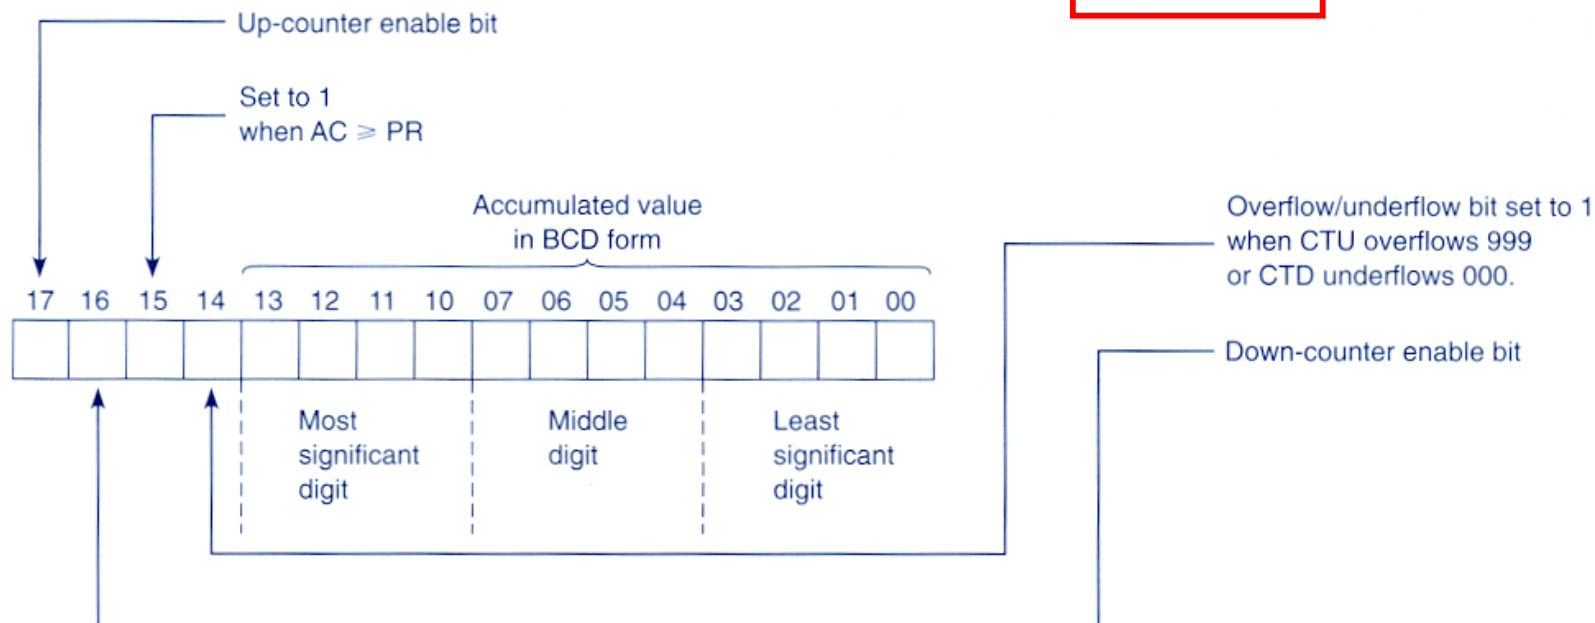 Up-counter enable bit
Set to 1
when AC ⩾ PR
Accumulated value
in BCD form
Overflow/underflow bit set to 1
when CTU overflows 999
or CTD underflows 000.
17 16 15 14 13 12 11 10 07 06 05 04 03 02 01 00
Down-counter enable bit
Most
significant
digit
Middle
digit
Least
significant
digit